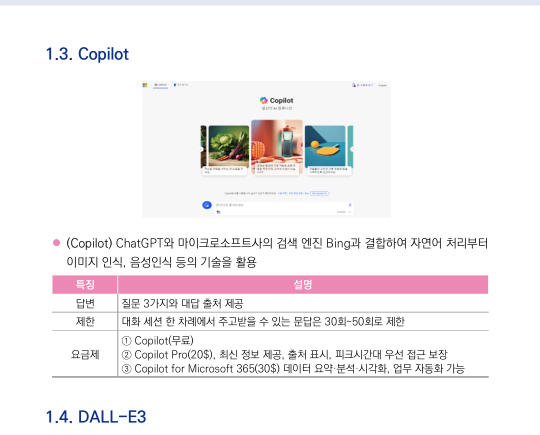 1.3. Copilot
Copilot
● (Copilot) ChatGPT와 마이크로소프트사의 검색 엔진 Bing과 결합하여 자연어 처리부터
이미지 인식, 음성인식 등의 기술을 활용
특징 설명
답변 질문 3가지와 대답 출처 제공
제한 대화 세션 한 차례에서 주고받을 수 있는 문답은 30회~50회로 제한
요금제 ① Copilot(무료)
② Copilot Pro(20$), 최신 정보 제공, 출처 표시, 피크시간대 우선 접근 보장
③ Copilot for Microsoft 365(30$) 데이터 요약·분석·시각화, 업무 자동화 가능
1.4. DALL-E3